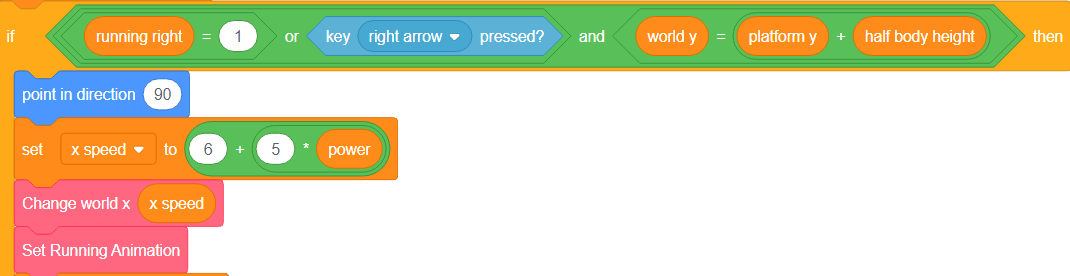 if running right = 1 or key right arrow pressed? and world y = platform y + half body height then
point in direction 90
set x speed to 6 + 5 * power
Change world x x speed
Set Running Animation